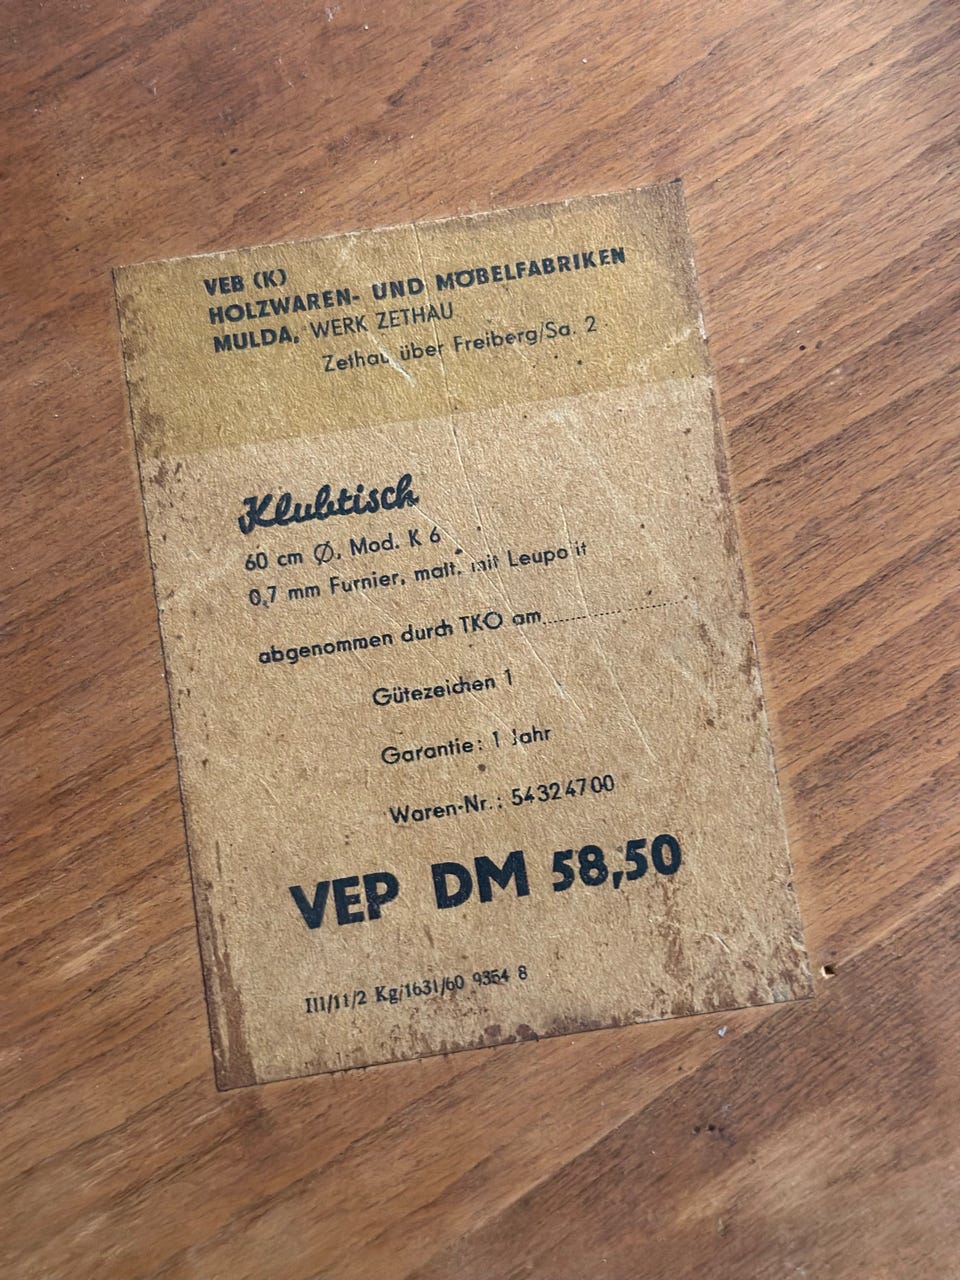 VEB (K)
HOLZWAREN- UND MÖBELFABRIKEN
MULDA, WERK ZETHAU
Zethau über Freiberg/Sa. 2
Klubtisch
60 cm Ø, Mod. K 6
0,7 mm Furnier, matt, mit Leupolit
abgenommen durch TKO am....................
Gütezeichen 1
Garantie: 1 Jahr
Waren-Nr.: 54324700
VEP DM 58,50
III/11/2 Kg/1631/60 9354 8